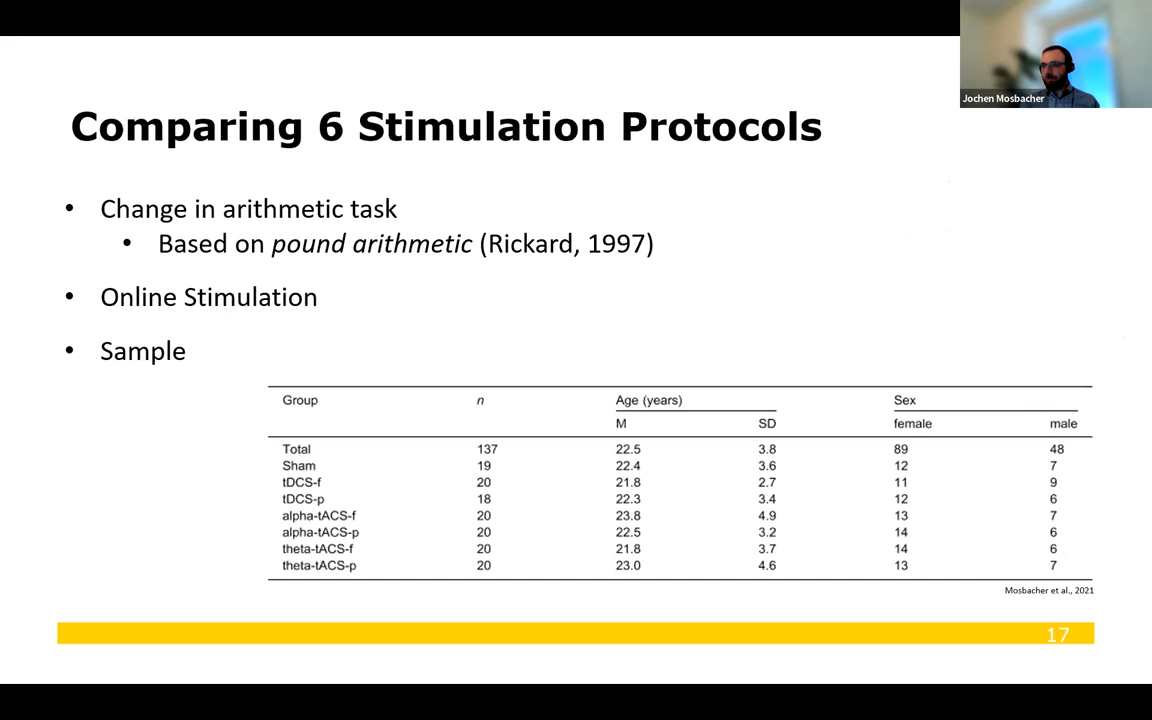 Jochen Mosbacher
Comparing 6 Stimulation Protocols
• Change in arithmetic task
• Based on pound arithmetic (Rickard, 1997)
• Online Stimulation
• Sample
Group n Age (years) Sex
M SD female male
Total 137 22.5 3.8 89 48
Sham 19 22.4 3.6 12 7
tDCS-f 20 21.8 2.7 11 9
tDCS-p 18 22.3 3.4 12 6
alpha-tACS-f 20 23.8 4.9 13 7
alpha-tACS-p 20 22.5 3.2 14 6
theta-tACS-f 20 21.8 3.7 14 6
theta-tACS-p 20 23.0 4.6 13 7
Mosbacher et al., 2021
17